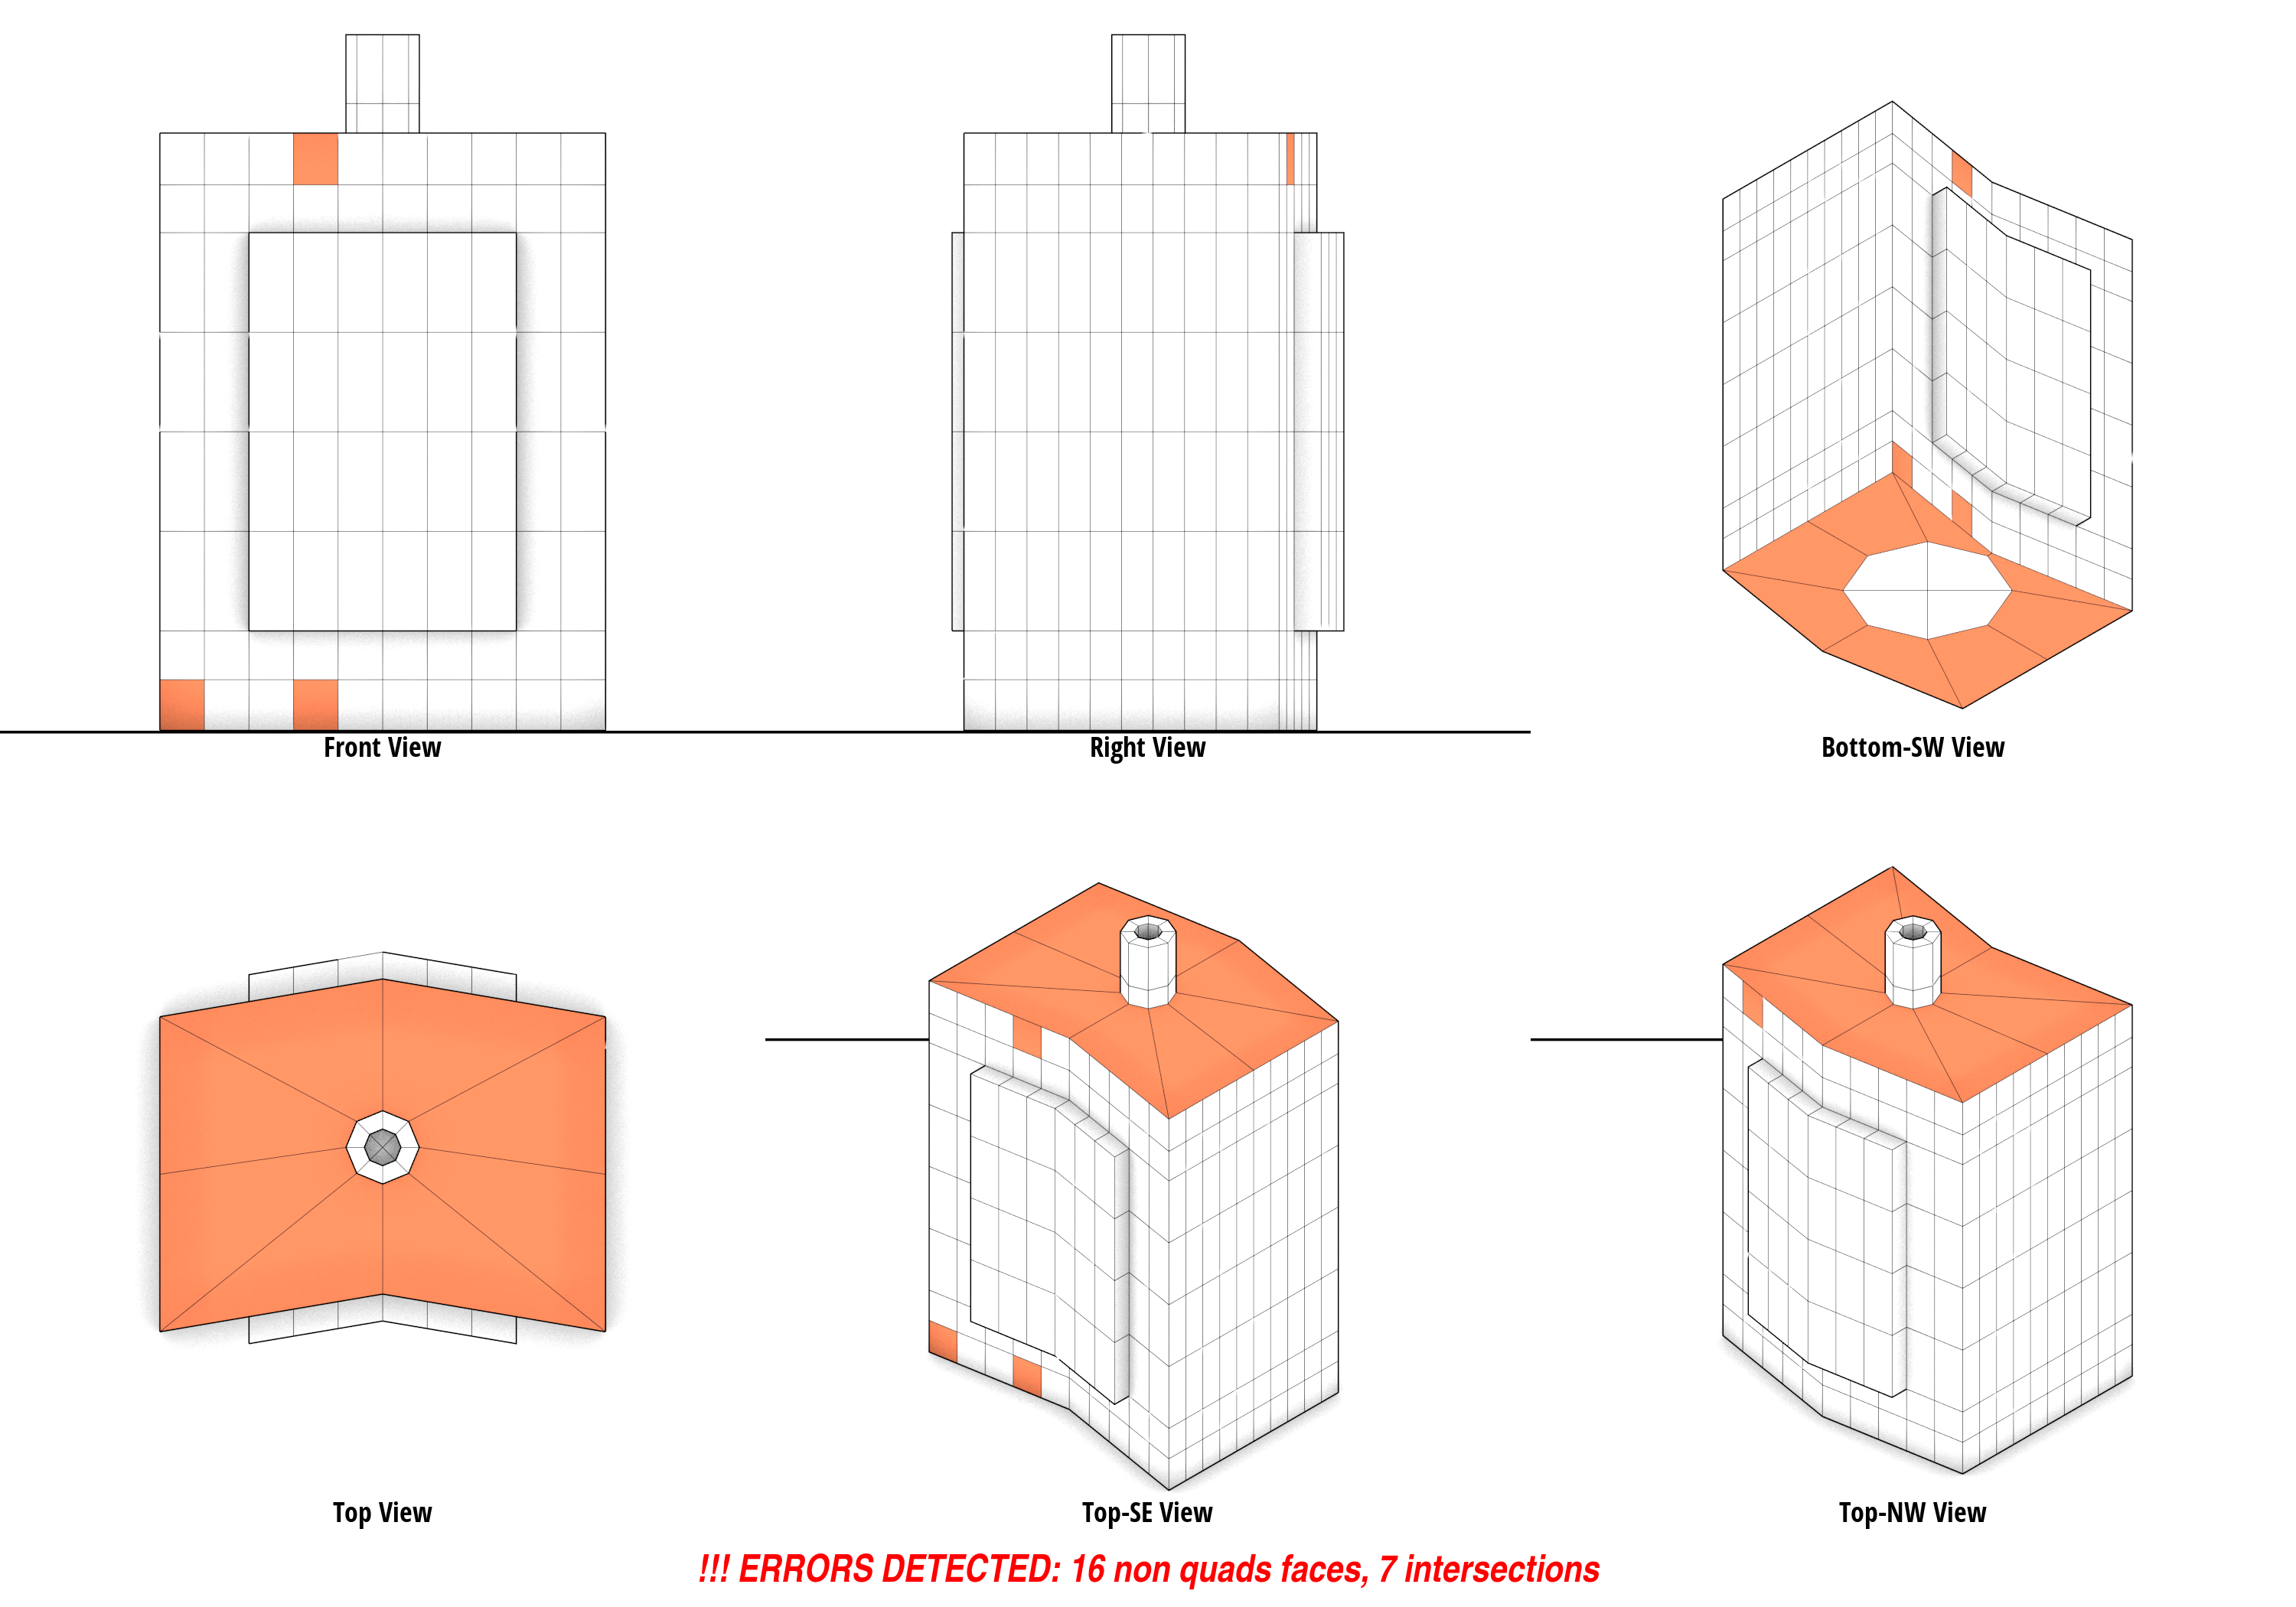 Front View
Right View
Bottom-SW View
Top View
Top-SE View
Top-NW View
!!! ERRORS DETECTED: 16 non quads faces, 7 intersections